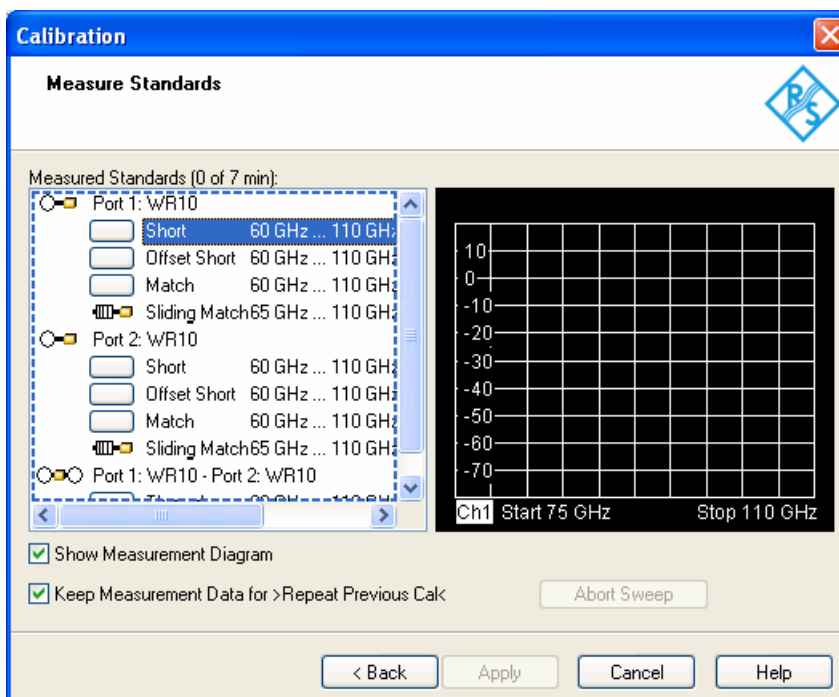 Calibration
Measure Standards
R S
Measured Standards (0 of 7 min):
Port 1: WR10
Short 60 GHz ... 110 GHz
Offset Short 60 GHz ... 110 GHz
Match 60 GHz ... 110 GHz
Sliding Match 65 GHz ... 110 GHz
Port 2: WR10
Short 60 GHz ... 110 GHz
Offset Short 60 GHz ... 110 GHz
Match 60 GHz ... 110 GHz
Sliding Match 65 GHz ... 110 GHz
Port 1: WR10 - Port 2: WR10
10
0
-10
-20
-30
-40
-50
-60
-70
Ch1 Start 75 GHz Stop 110 GHz
Show Measurement Diagram
Keep Measurement Data for >Repeat Previous Cal<
Abort Sweep
< Back Apply Cancel Help